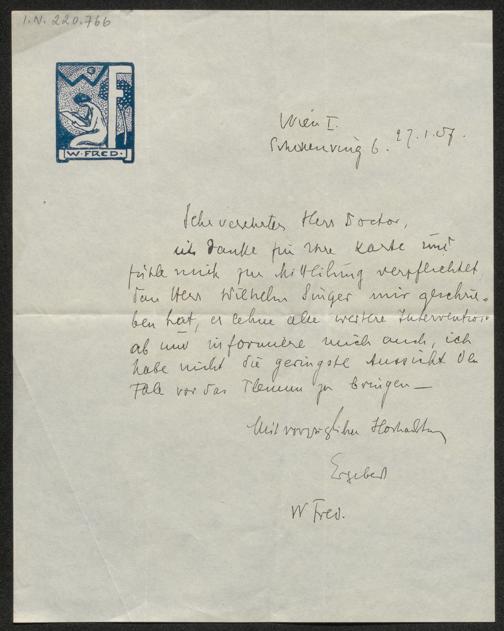 I.N. 220.766
W F
W·FRED·
Wien I.
Schottenring 6. 27.1.07.
Sehr verehrter Herr Doctor,
ich danke für Ihre Karte und
fühle mich zur Mitteilung verpflichtet,
dass Herr Wilhelm Singer mir geschrie-
ben hat, er lehne alle weitere Intervention
ab und informiere mich auch, ich
habe nicht die geringste Aussicht den
Fall vor das Plenum zu bringen —
Mit vorzüglicher Hochachtung
Ergebenst
W Fred.